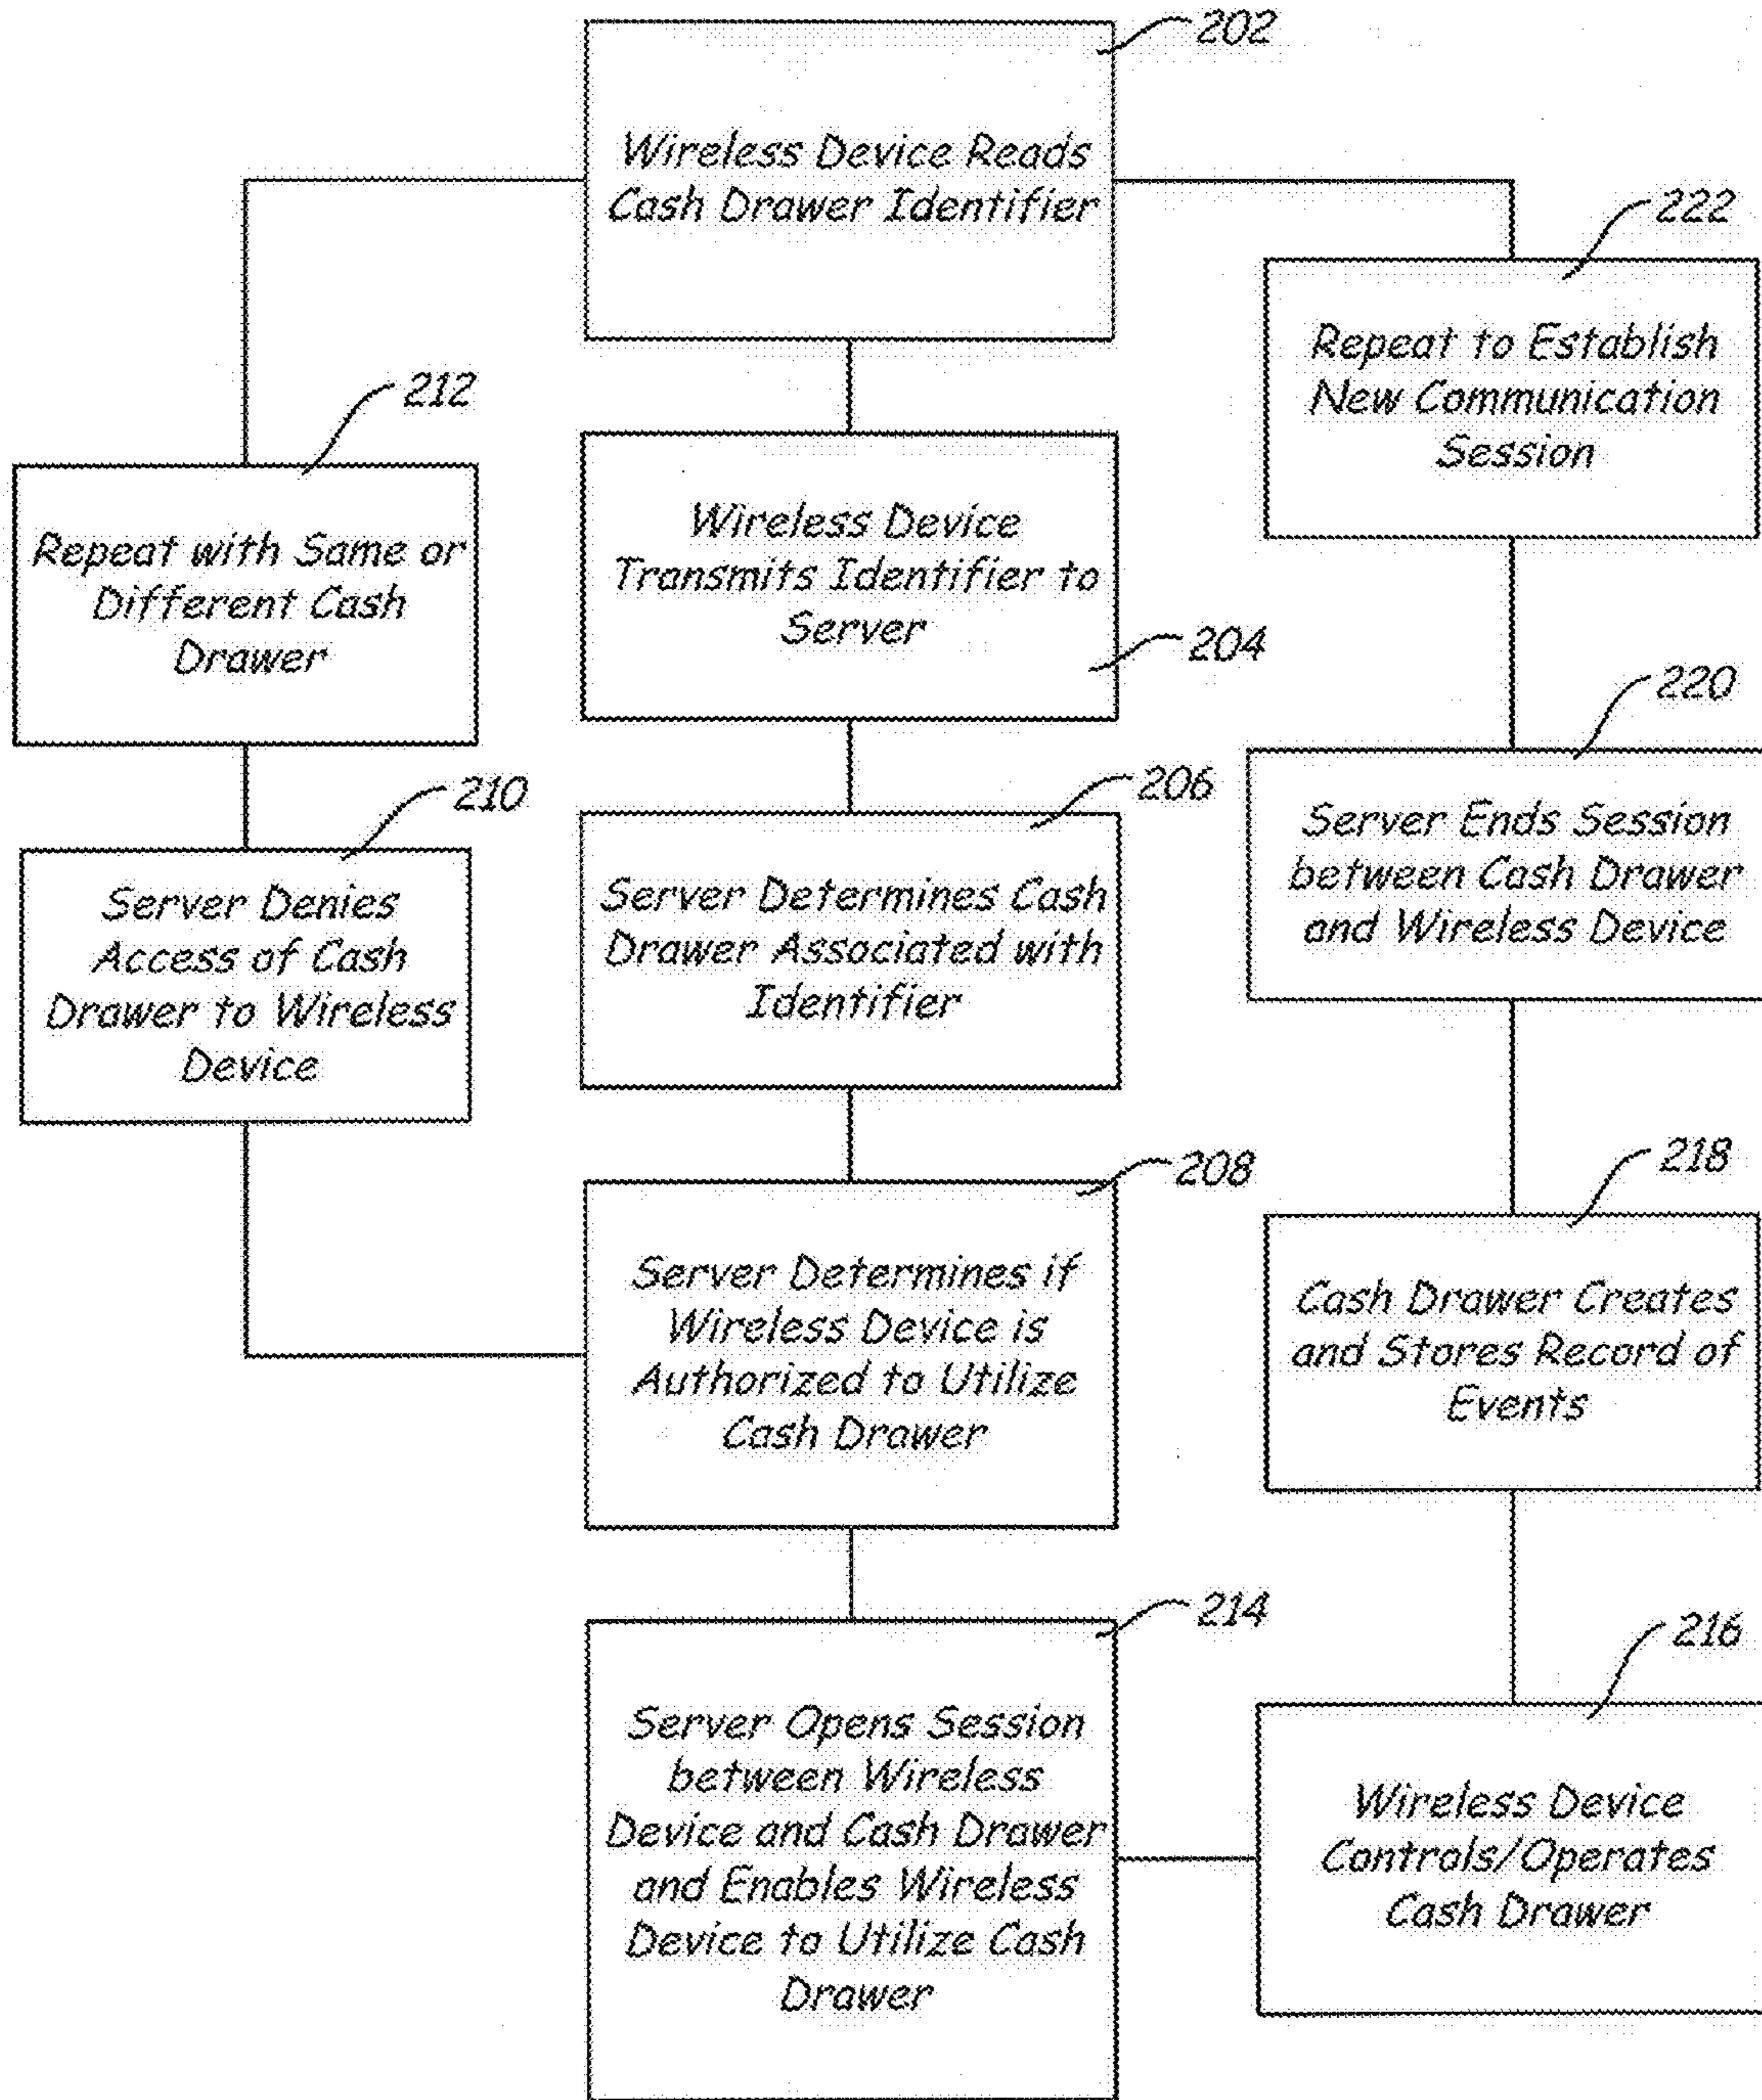 202
Wireless Device Reads
Cash Drawer Identifier
222
Repeat to Establish
New Communication
Session
212
Repeat with Same or
Different Cash
Drawer
Wireless Device
Transmits Identifier to
Server
204
220
Server Ends Session
between Cash Drawer
and Wireless Device
210
Server Denies
Access of Cash
Drawer to Wireless
Device
206
Server Determines Cash
Drawer Associated with
Identifier
208
Server Determines if
Wireless Device is
Authorized to Utilize
Cash Drawer
218
Cash Drawer Creates
and Stores Record of
Events
214
Server Opens Session
between Wireless
Device and Cash Drawer
and Enables Wireless
Device to Utilize Cash
Drawer
216
Wireless Device
Controls/Operates
Cash Drawer